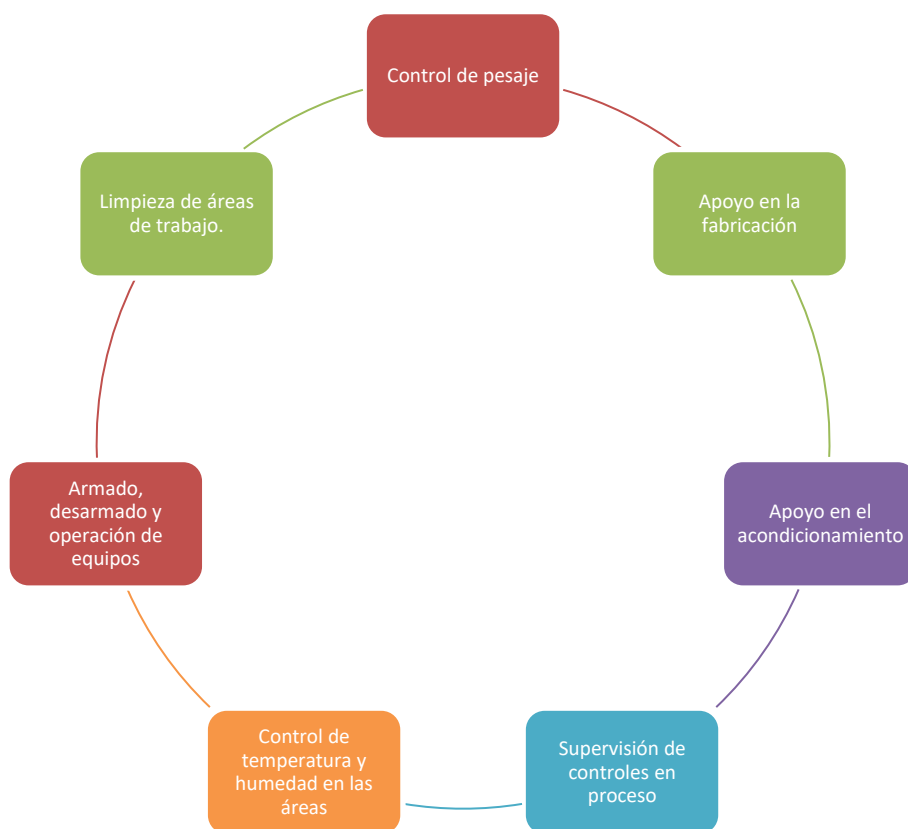 Control de pesaje
Apoyo en la
fabricación
Apoyo en el
acondicionamiento
Supervisión de
controles en
proceso
Control de
temperatura y
humedad en las
áreas
Armado,
desarmado y
operación de
equipos
Limpieza de áreas
de trabajo.